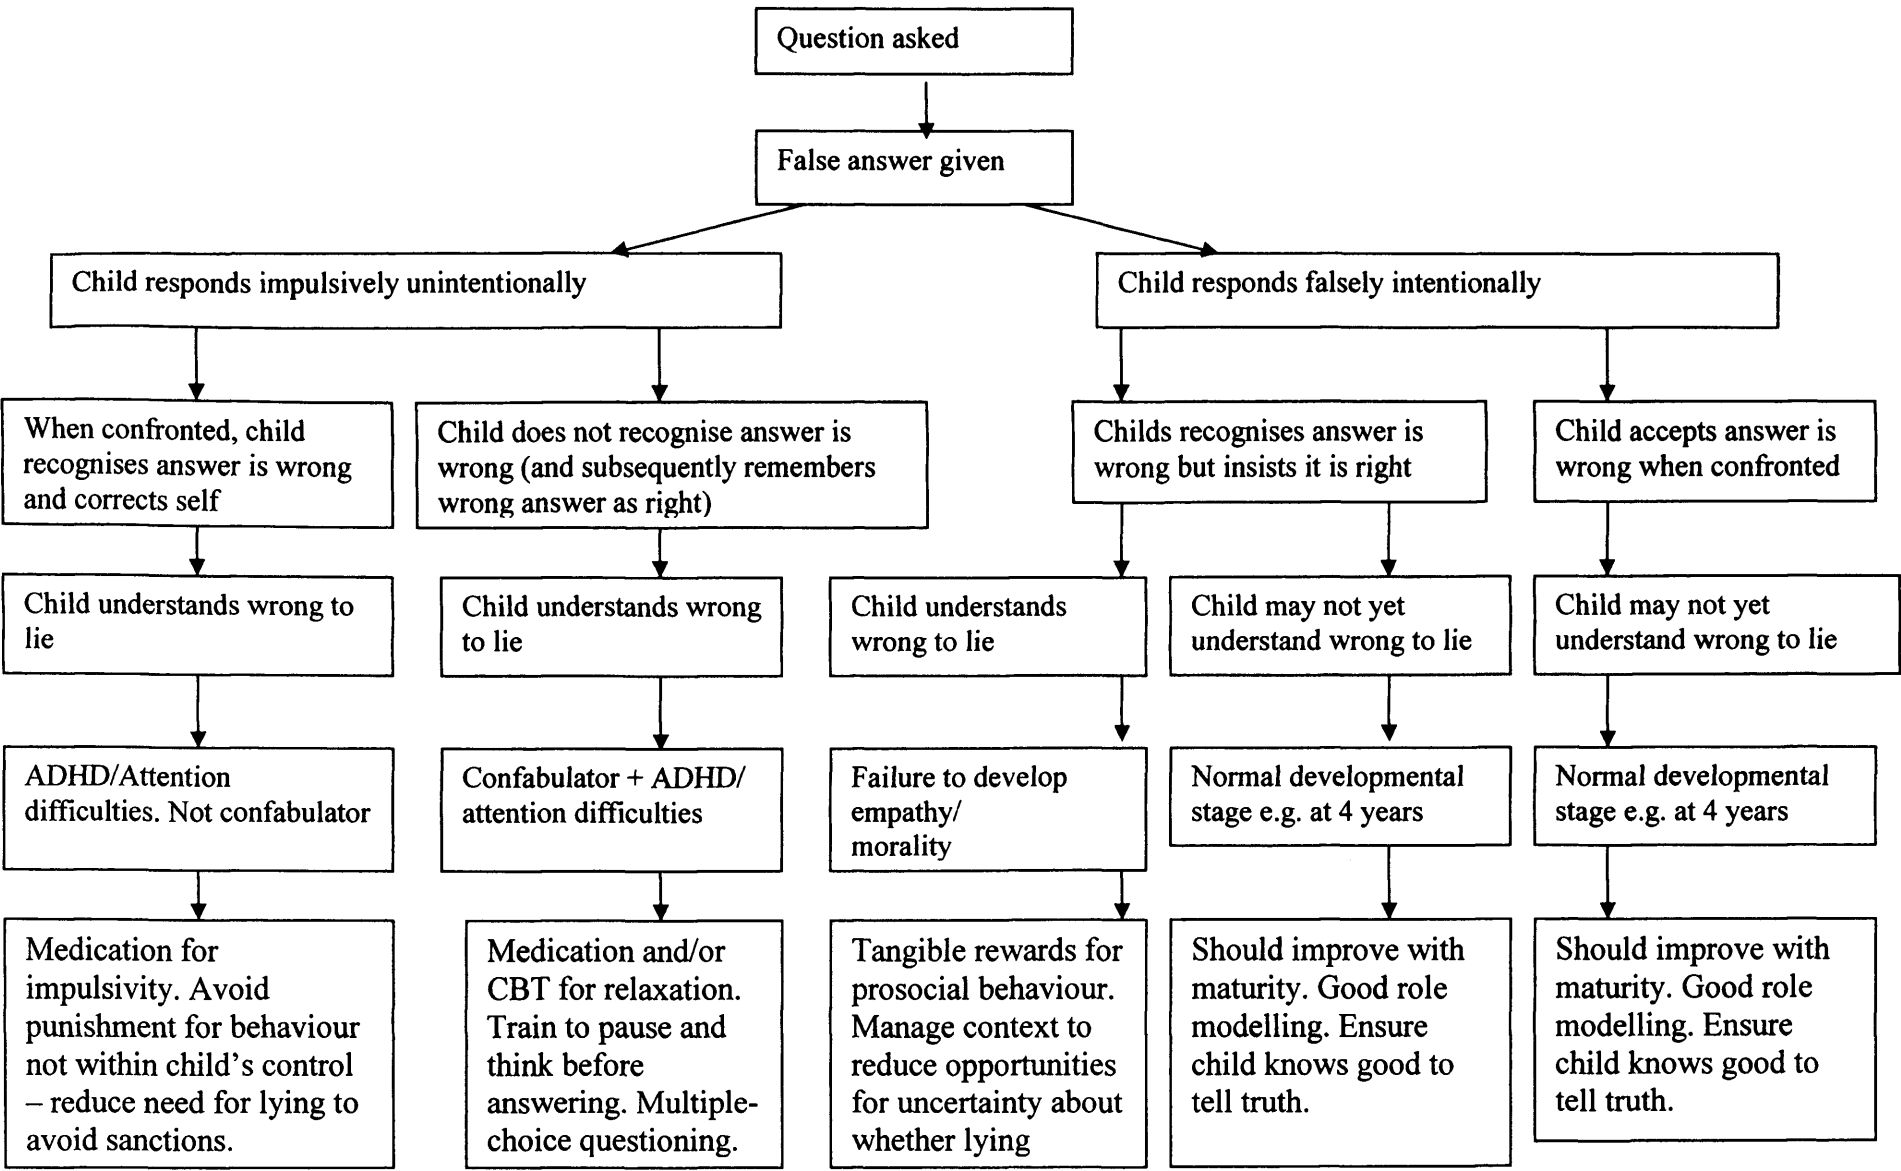 Question asked
False answer given
Child responds impulsively unintentionally
Child responds falsely intentionally
When confronted, child
recognises answer is wrong
and corrects self
Child does not recognise answer is
wrong (and subsequently remembers
wrong answer as right)
Childs recognises answer is
wrong but insists it is right
Child accepts answer is
wrong when confronted
Child understands wrong to
lie
Child understands wrong
to lie
Child understands
wrong to lie
Child may not yet
understand wrong to lie
Child may not yet
understand wrong to lie
ADHD/Attention
difficulties. Not confabulator
Confabulator + ADHD/
attention difficulties
Failure to develop
empathy/
morality
Normal developmental
stage e.g. at 4 years
Normal developmental
stage e.g. at 4 years
Medication for
impulsivity. Avoid
punishment for behaviour
not within child's control
– reduce need for lying to
avoid sanctions.
Medication and/or
CBT for relaxation.
Train to pause and
think before
answering. Multiple-
choice questioning.
Tangible rewards for
prosocial behaviour.
Manage context to
reduce opportunities
for uncertainty about
whether lying
Should improve with
maturity. Good role
modelling. Ensure
child knows good to
tell truth.
Should improve with
maturity. Good role
modelling. Ensure
child knows good to
tell truth.